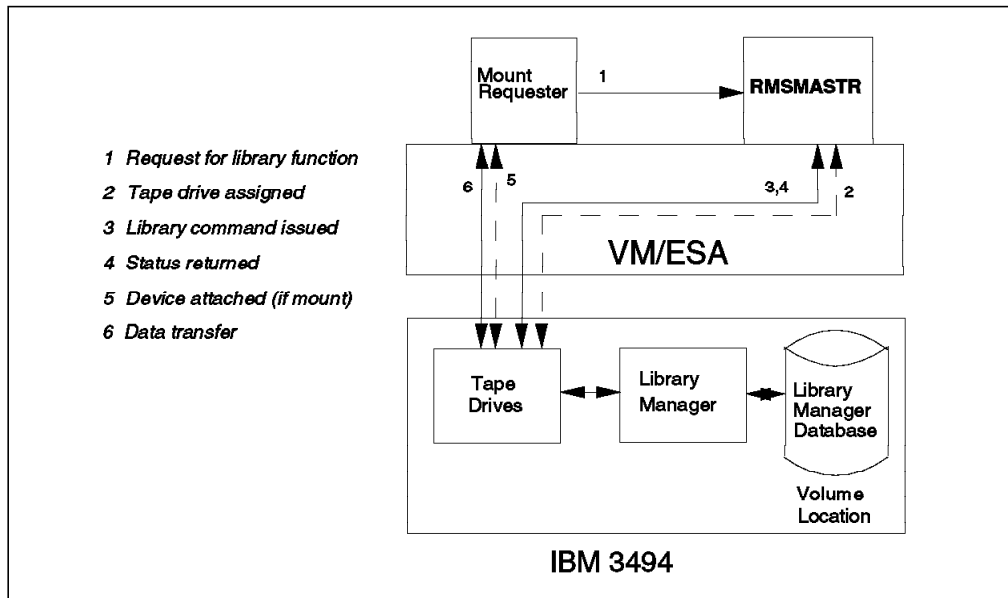 Mount
Requester
1
RMSMASTR
1 Request for library function
2 Tape drive assigned
3 Library command issued
4 Status returned
5 Device attached (if mount)
6 Data transfer
6
5
3,4
2
VM/ESA
Tape
Drives
Library
Manager
Library
Manager
Database
Volume
Location
IBM 3494